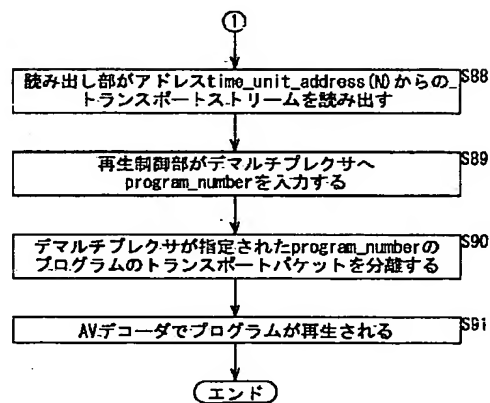 ①
読み出し部がアドレスtime_unit_address(N)からの
トランスポートストリームを読み出す
S88
再生制御部がデマルチプレクサへ
program_numberを入力する
S89
デマルチプレクサが指定されたprogram_numberの
プログラムのトランスポートパケットを分離する
S90
AVデコーダでプログラムが再生される
S91
エンド